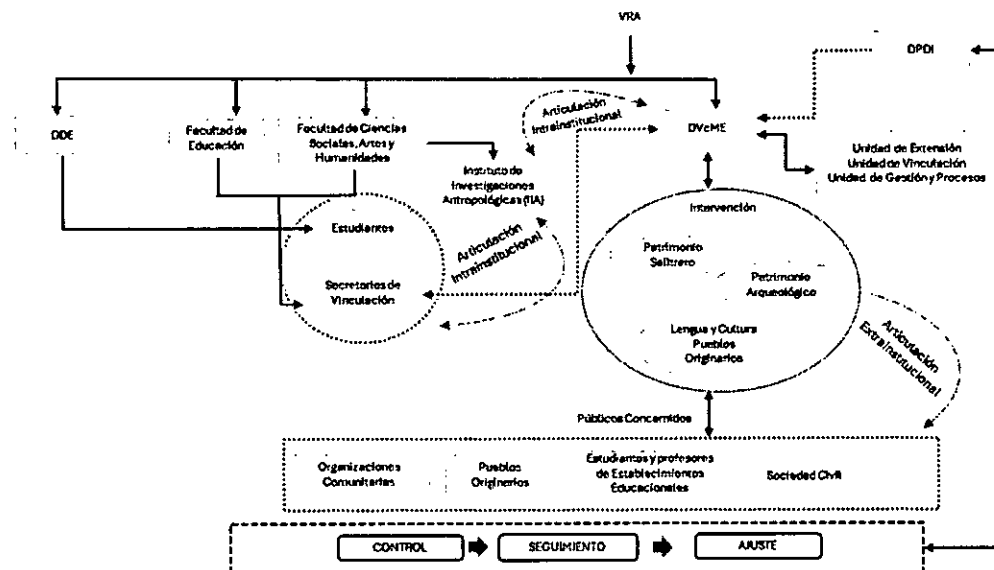 VRA
DPDI
DDE
Facultad de
Educación
Facultad de Ciencias
Sociales, Artes y
Humanidades
Articulación
Intrainstitucional
DVcME
Instituto de
Investigaciones
Antropológicas (IIA)
Unidad de Extensión
Unidad de Vinculación
Unidad de Gestión y Procesos
Estudiantes
Secretarios de
Vinculación
Articulación
Intrainstitucional
Intervención
Patrimonio
Salitrero
Patrimonio
Arqueológico
Lengua y Cultura
Pueblos
Originarios
Articulación
Extrainstitucional
Públicos Concernidos
Organizaciones
Comunitarias
Pueblos
Originarios
Estudiantes y profesores
de Establecimientos
Educacionales
Sociedad Civil
CONTROL
SEGUIMIENTO
AJUSTE